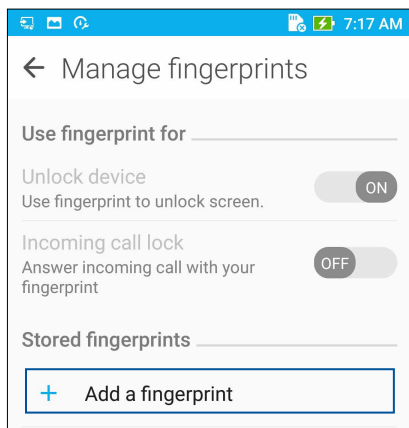 7:17 AM
Manage fingerprints
Use fingerprint for
Unlock device
Use fingerprint to unlock screen.
ON
Incoming call lock
Answer incoming call with your
fingerprint
OFF
Stored fingerprints
+ Add a fingerprint